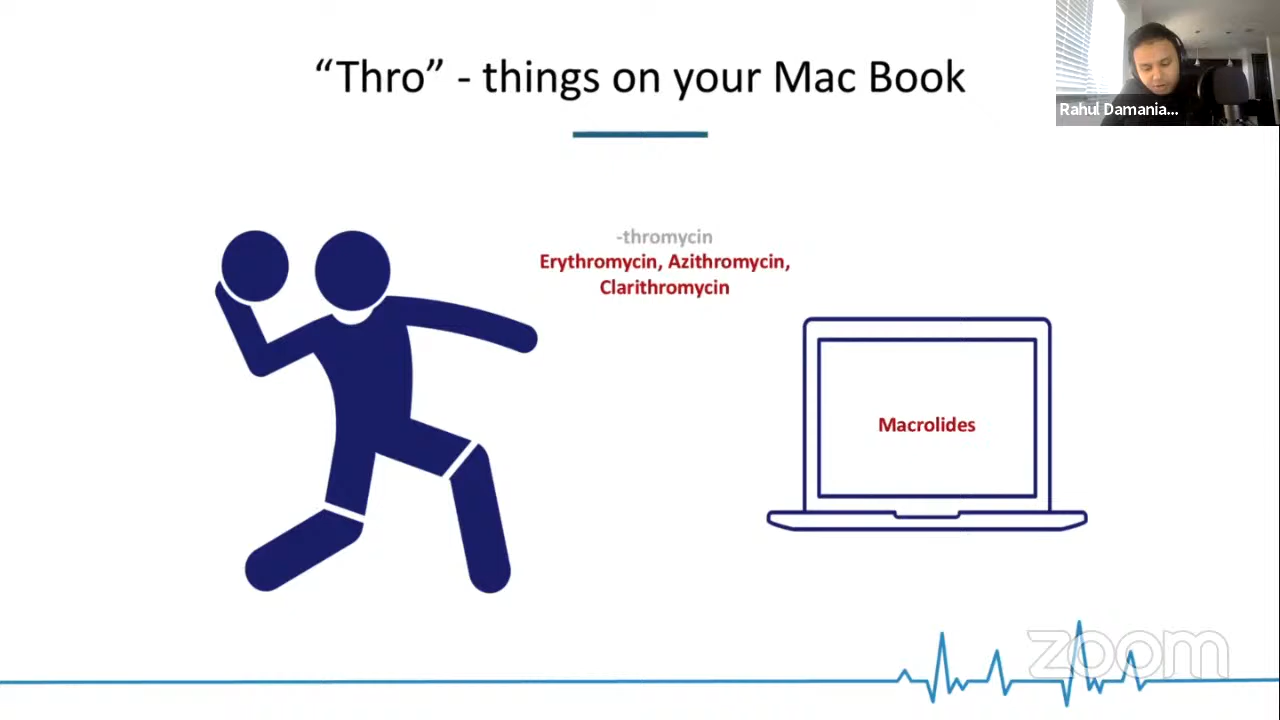 “Thro” - things on your Mac Book
Rahul Damania...
-thromycin
Erythromycin, Azithromycin,
Clarithromycin
Macrolides
zoom